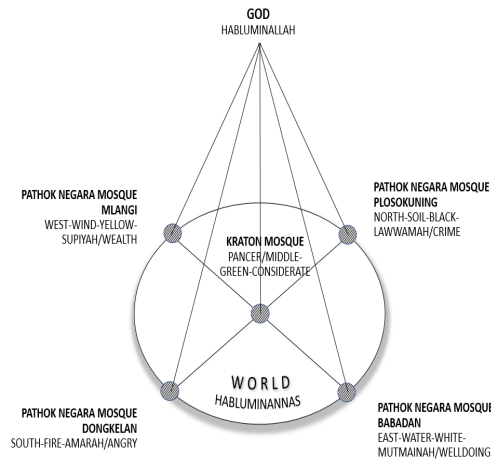 GOD
HABLUMINALLAH
PATHOK NEGARA MOSQUE
MLANGI
WEST-WIND-YELLOW-
SUPIYAH/WEALTH
PATHOK NEGARA MOSQUE
PLOSOKUNING
NORTH-SOIL-BLACK-
LAWWAMAH/CRIME
KRATON MOSQUE
PANCER/MIDDLE-
GREEN-CONSIDERATE
WORLD
HABLUMINANNAS
PATHOK NEGARA MOSQUE
DONGKELAN
SOUTH-FIRE-AMARAH/ANGRY
PATHOK NEGARA MOSQUE
BABADAN
EAST-WATER-WHITE-
MUTMAINAH/WELLDOING